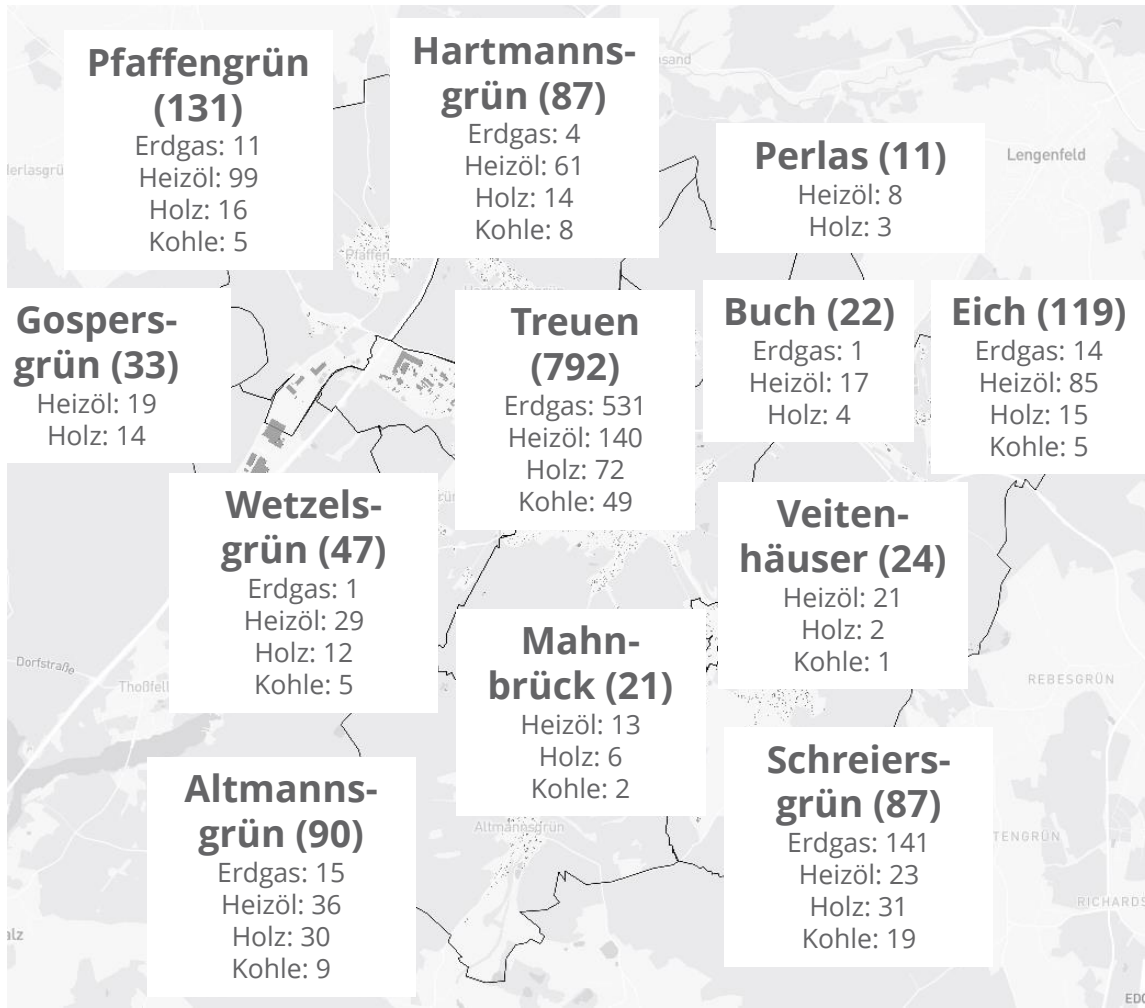 Pfaffengrün
(131)
Erdgas: 11
Heizöl: 99
Holz: 16
Kohle: 5
Hartmanns-
grün (87)
Erdgas: 4
Heizöl: 61
Holz: 14
Kohle: 8
Perlas (11)
Heizöl: 8
Holz: 3
Lengenfeld
Gospers-
grün (33)
Heizöl: 19
Holz: 14
Treuen
(792)
Erdgas: 531
Heizöl: 140
Holz: 72
Kohle: 49
Buch (22)
Erdgas: 1
Heizöl: 17
Holz: 4
Eich (119)
Erdgas: 14
Heizöl: 85
Holz: 15
Kohle: 5
Wetzels-
grün (47)
Erdgas: 1
Heizöl: 29
Holz: 12
Kohle: 5
Veiten-
häuser (24)
Heizöl: 21
Holz: 2
Kohle: 1
Dorfstraße
Thoßfell
Mahn-
brück (21)
Heizöl: 13
Holz: 6
Kohle: 2
REBESGRÜN
Altmanns-
grün (90)
Erdgas: 15
Heizöl: 36
Holz: 30
Kohle: 9
Altmannsgrün
Schreiers-
grün (87)
Erdgas: 141
Heizöl: 23
Holz: 31
Kohle: 19
TENGRÜN
RICHARDS
alz